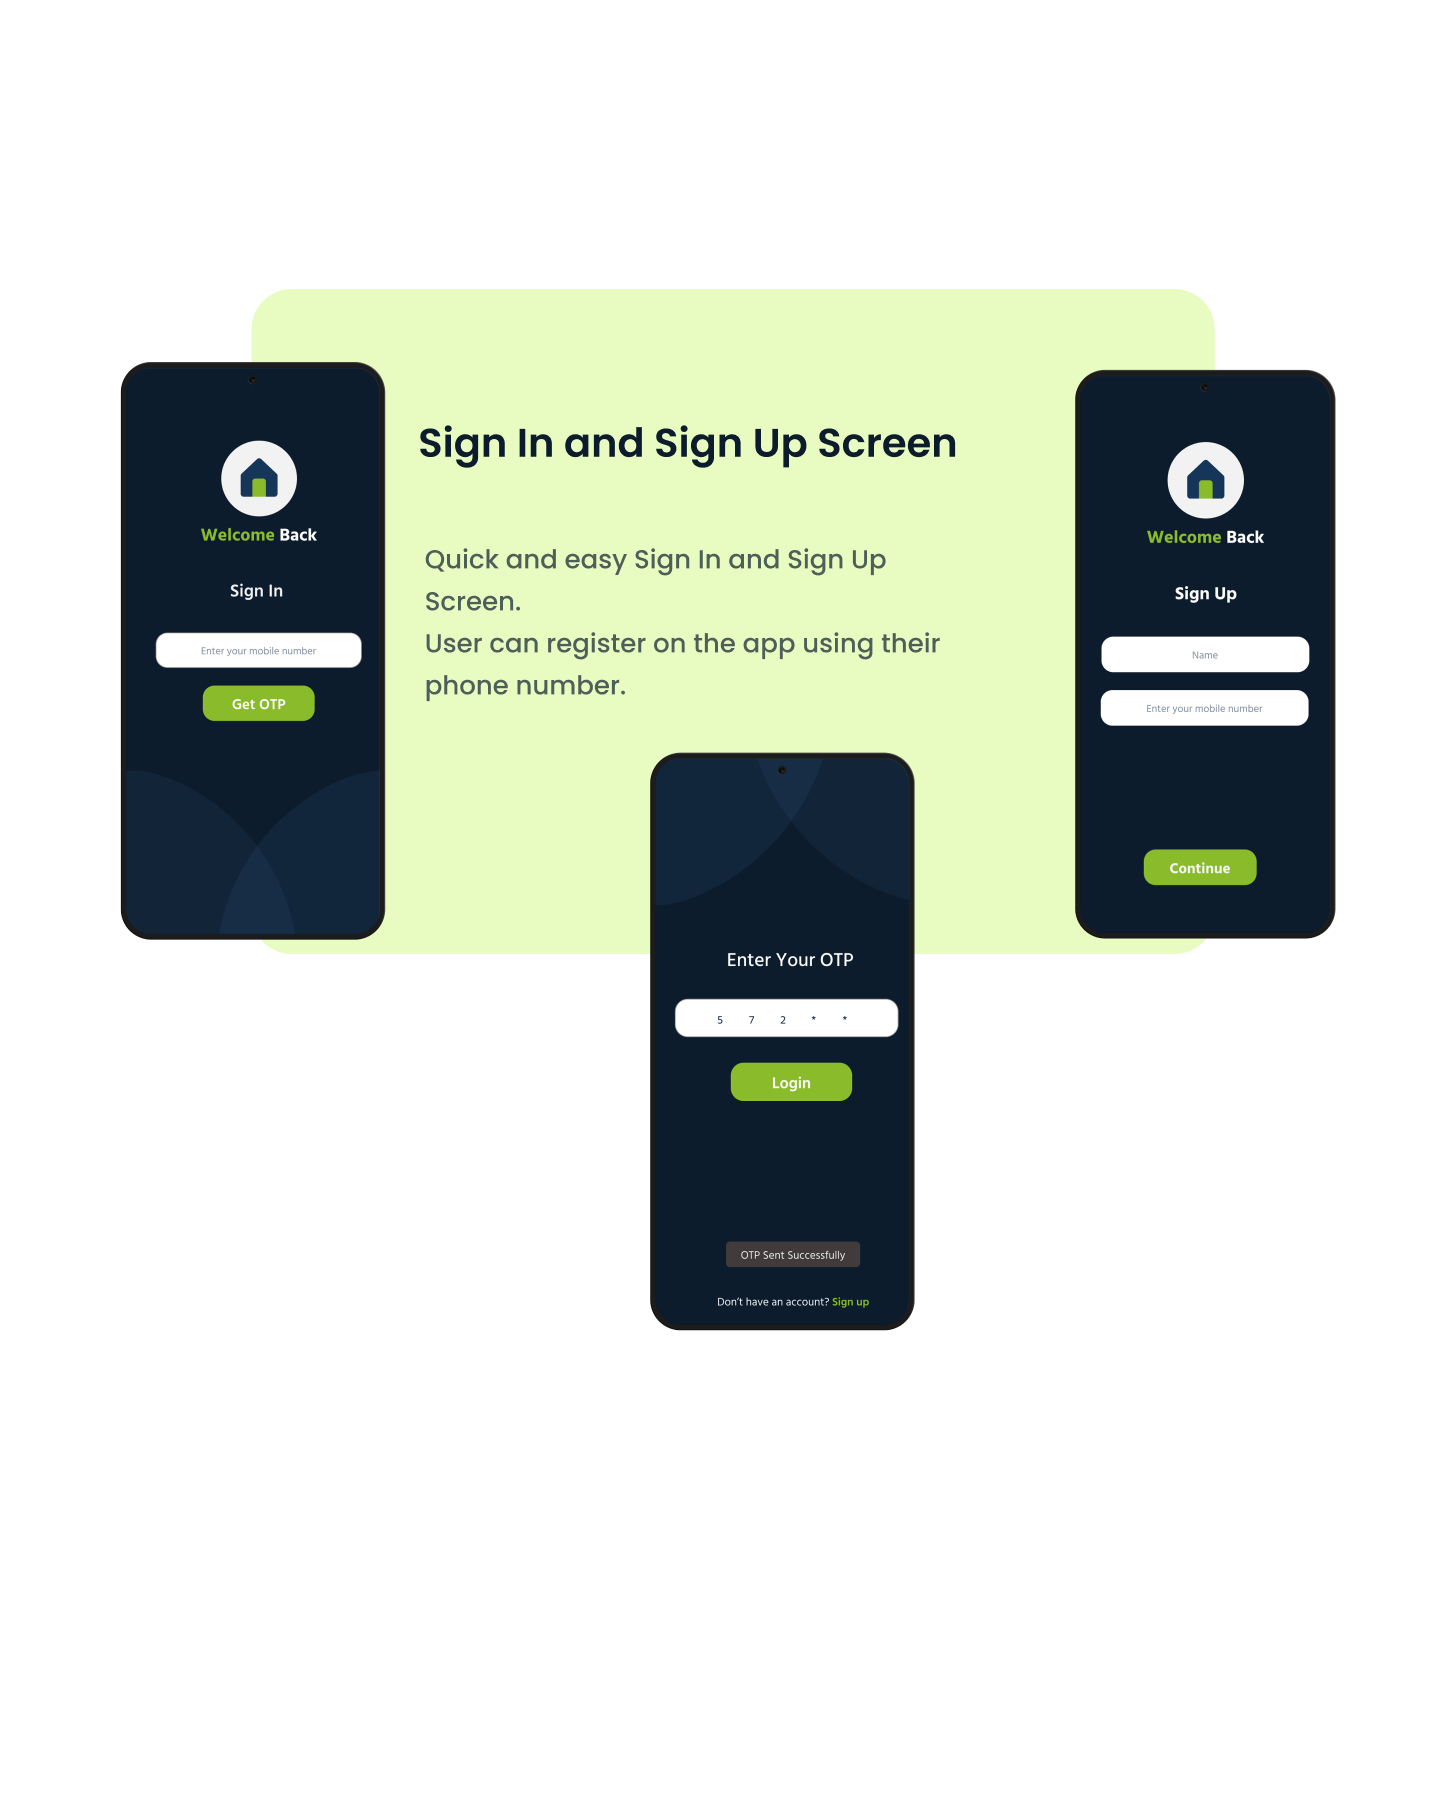 Sign In and Sign Up Screen
Quick and easy Sign In and Sign Up
Screen.
User can register on the app using their
phone number.
Welcome Back
Sign In
Enter your mobile number
Get OTP
Welcome Back
Sign Up
Name
Enter your mobile number
Continue
Enter Your OTP
5 7 2 * *
Login
OTP Sent Successfully
Don't have an account? Sign up